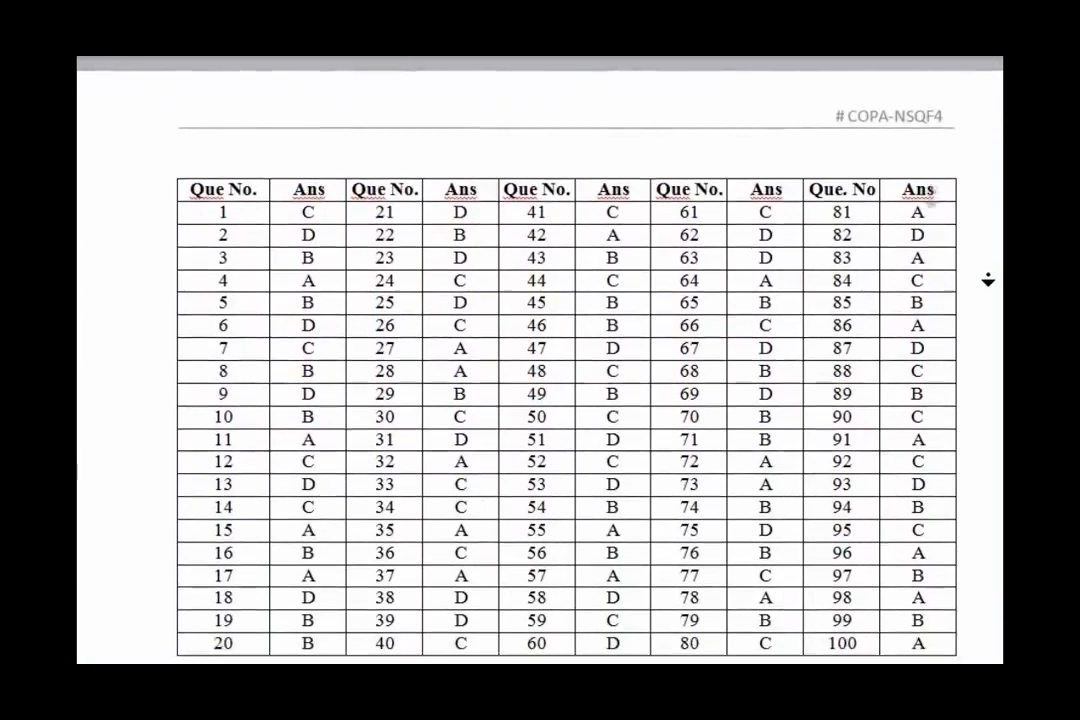 # COPA-NSQF4
Que No. Ans Que No. Ans Que No. Ans Que No. Ans Que. No Ans
1 C 21 D 41 C 61 C 81 A
2 D 22 B 42 A 62 D 82 D
3 B 23 D 43 B 63 D 83 A
4 A 24 C 44 C 64 A 84 C
5 B 25 D 45 B 65 B 85 B
6 D 26 C 46 B 66 C 86 A
7 C 27 A 47 D 67 D 87 D
8 B 28 A 48 C 68 B 88 C
9 D 29 B 49 B 69 D 89 B
10 B 30 C 50 C 70 B 90 C
11 A 31 D 51 D 71 B 91 A
12 C 32 A 52 C 72 A 92 C
13 D 33 C 53 D 73 A 93 D
14 C 34 C 54 B 74 B 94 B
15 A 35 A 55 A 75 D 95 C
16 B 36 C 56 B 76 B 96 A
17 A 37 A 57 A 77 C 97 B
18 D 38 D 58 D 78 A 98 A
19 B 39 D 59 C 79 B 99 B
20 B 40 C 60 D 80 C 100 A